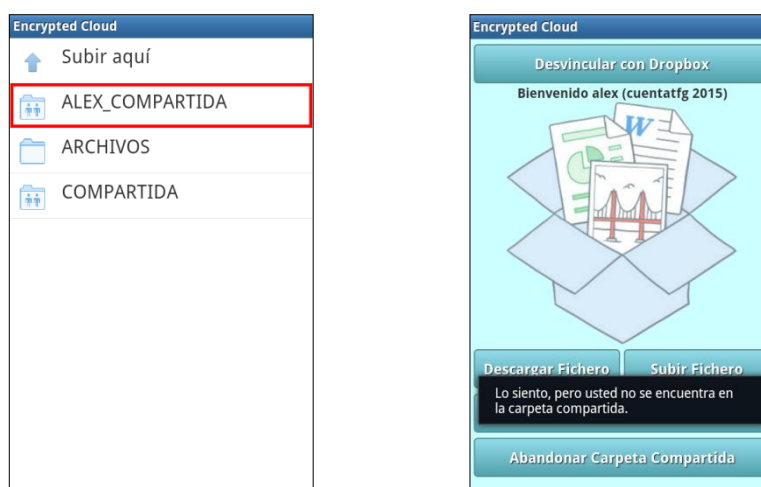 Encrypted Cloud
Subir aquí
ALEX_COMPARTIDA
ARCHIVOS
COMPARTIDA
Encrypted Cloud
Desvincular con Dropbox
Bienvenido alex (cuentatfg 2015)
W
Descargar Fichero
Subir Fichero
Lo siento, pero usted no se encuentra en
la carpeta compartida.
Abandonar Carpeta Compartida